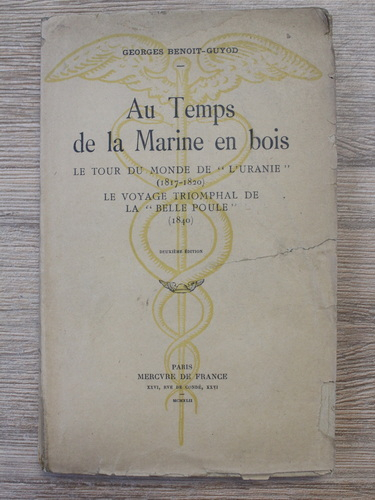 GEORGES BENOIT-GUYOD
Au Temps
de la Marine en bois
LE TOUR DU MONDE DE "L'URANIE"
(1817-1820)
LE VOYAGE TRIOMPHAL DE
LA "BELLE POULE"
(1840)
DEUXIÈME ÉDITION
PARIS
MERCVRE DE FRANCE
XXVI, RVE DE CONDÉ, XXVI
MCMXLII